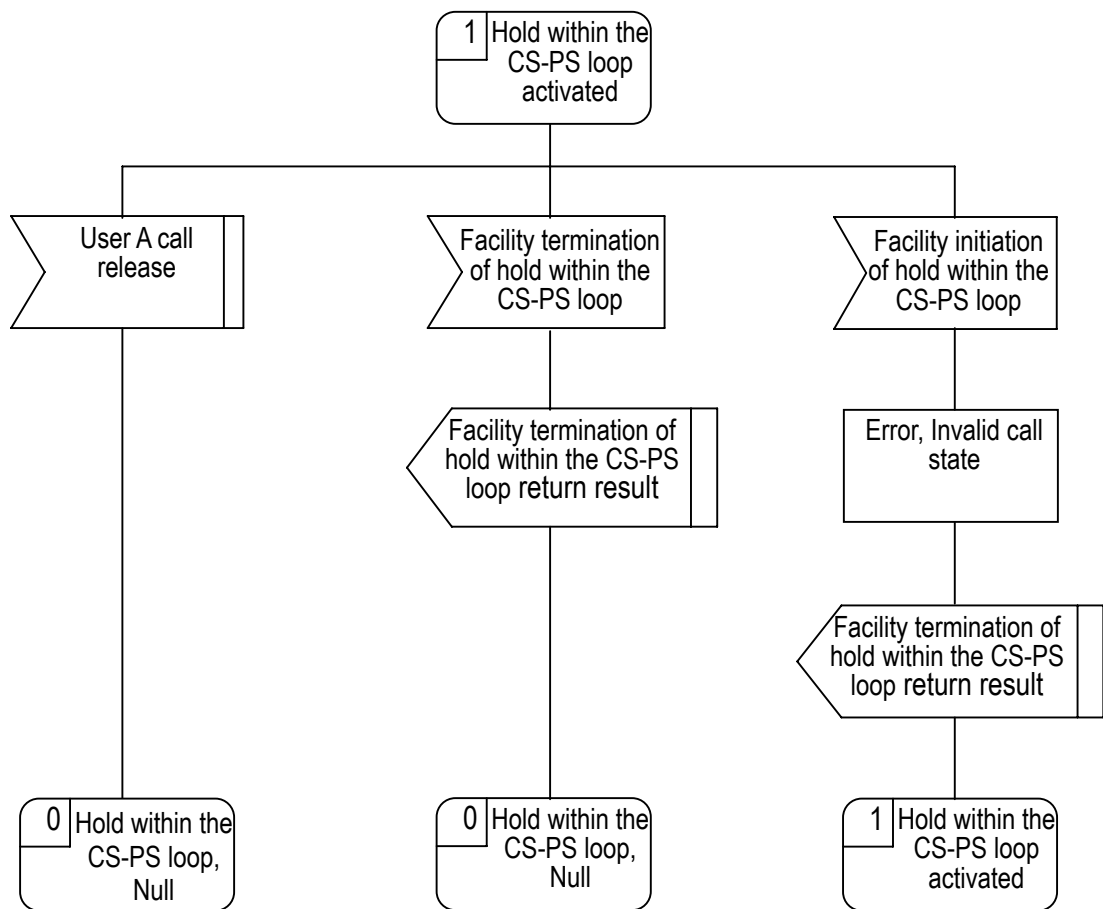 1 Hold within the
CS-PS loop
activated
User A call
release
Facility termination
of hold within the
CS-PS loop
Facility initiation
of hold within the
CS-PS loop
Facility termination of
hold within the CS-PS
loop return result
Error, Invalid call
state
Facility termination of
hold within the CS-PS
loop return result
0 Hold within the
CS-PS loop,
Null
0 Hold within the
CS-PS loop,
Null
1 Hold within the
CS-PS loop
activated